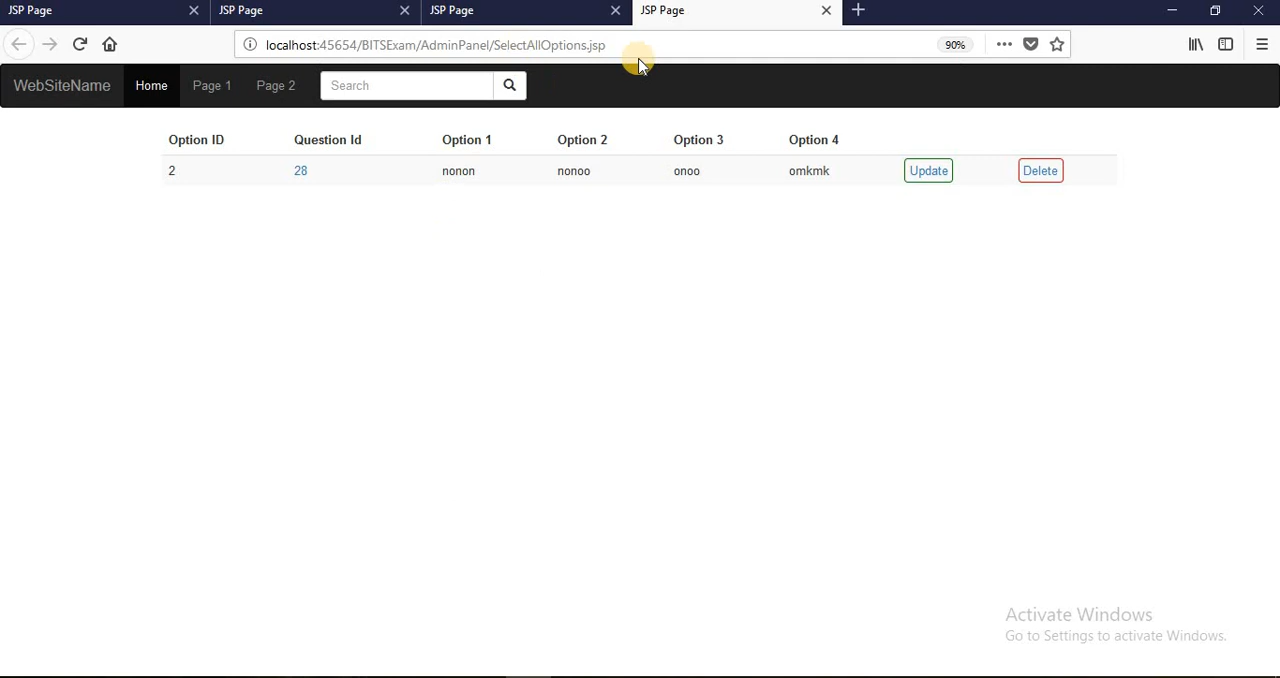 JSP Page JSP Page JSP Page JSP Page
localhost:45654/BITSExam/AdminPanel/SelectAllOptions.jsp 90%
WebSiteName Home Page 1 Page 2 Search
Option ID Question Id Option 1 Option 2 Option 3 Option 4
2 28 nonon nonoo onoo omkmk Update Delete
Activate Windows
Go to Settings to activate Windows.